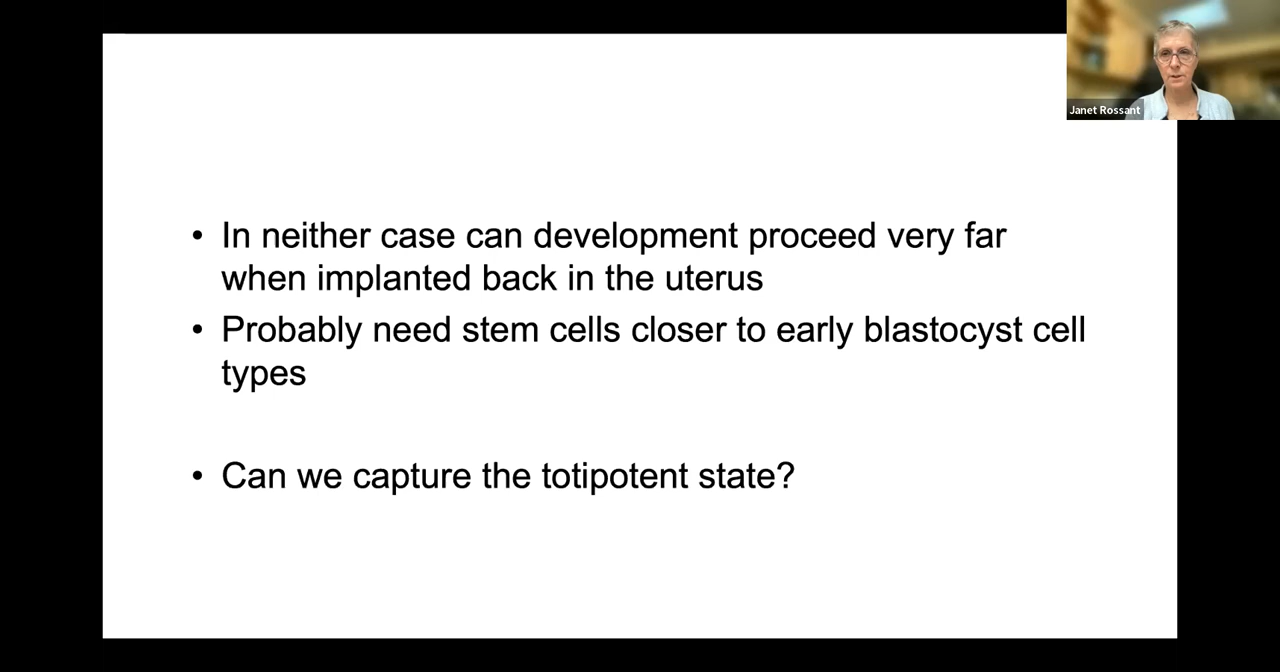 Janet Rossant
• In neither case can development proceed very far
when implanted back in the uterus
• Probably need stem cells closer to early blastocyst cell
types
• Can we capture the totipotent state?